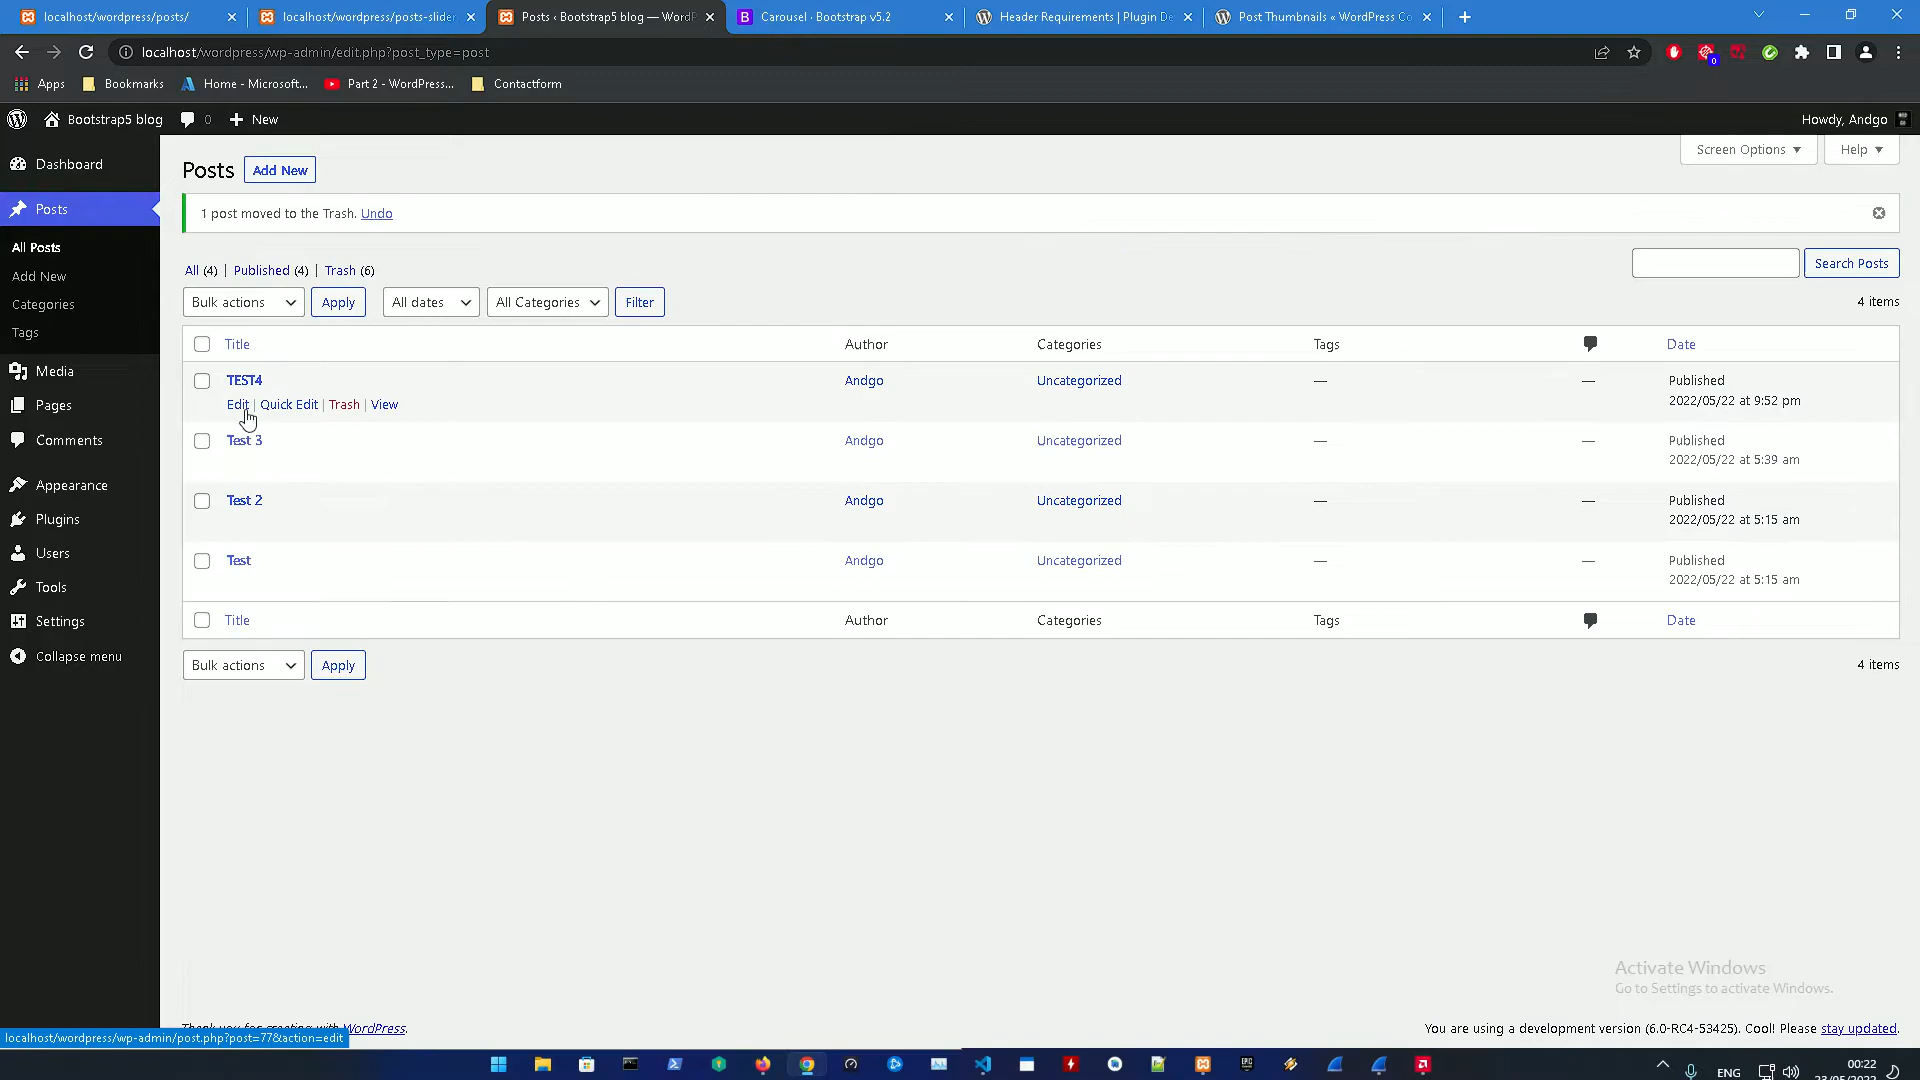 localhost/wordpress/posts/
localhost/wordpress/posts-slider
Posts ‹ Bootstrap5 blog — WordP
Carousel · Bootstrap v5.2
Header Requirements | Plugin De
Post Thumbnails « WordPress Co
localhost/wordpress/wp-admin/edit.php?post_type=post
0
Apps
Bookmarks
Home - Microsoft...
Part 2 - WordPress...
Contactform
Bootstrap5 blog
0
New
Howdy, Andgo
Dashboard
Posts
All Posts
Add New
Categories
Tags
Media
Pages
Comments
Appearance
Plugins
Users
Tools
Settings
Collapse menu
Screen Options
Help
Posts
Add New
1 post moved to the Trash. Undo
All (4) | Published (4) | Trash (6)
Search Posts
Bulk actions
Apply
All dates
All Categories
Filter
4 items
Title Author Categories Tags Date
TEST4 Andgo Uncategorized — — Published
2022/05/22 at 9:52 pm
Edit | Quick Edit | Trash | View
Test 3 Andgo Uncategorized — — Published
2022/05/22 at 5:39 am
Test 2 Andgo Uncategorized — — Published
2022/05/22 at 5:15 am
Test Andgo Uncategorized — — Published
2022/05/22 at 5:15 am
Title Author Categories Tags Date
Bulk actions
Apply
4 items
Activate Windows
Go to Settings to activate Windows.
Thank you for creating with WordPress.
You are using a development version (6.0-RC4-53425). Cool! Please stay updated.
localhost/wordpress/wp-admin/post.php?post=77&action=edit
ENG
00:22
23/05/2022